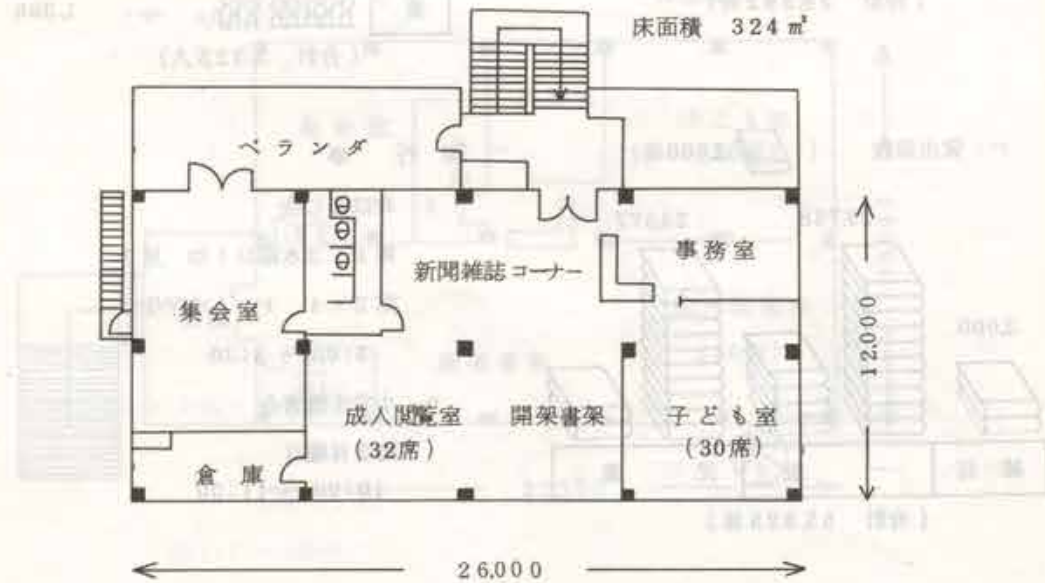 床面積 324㎡
ベランダ
事務室
新聞雑誌コーナー
集会室
12,000
成人閲覧室
(32席)
開架書架
子ども室
(30席)
倉庫
26,000